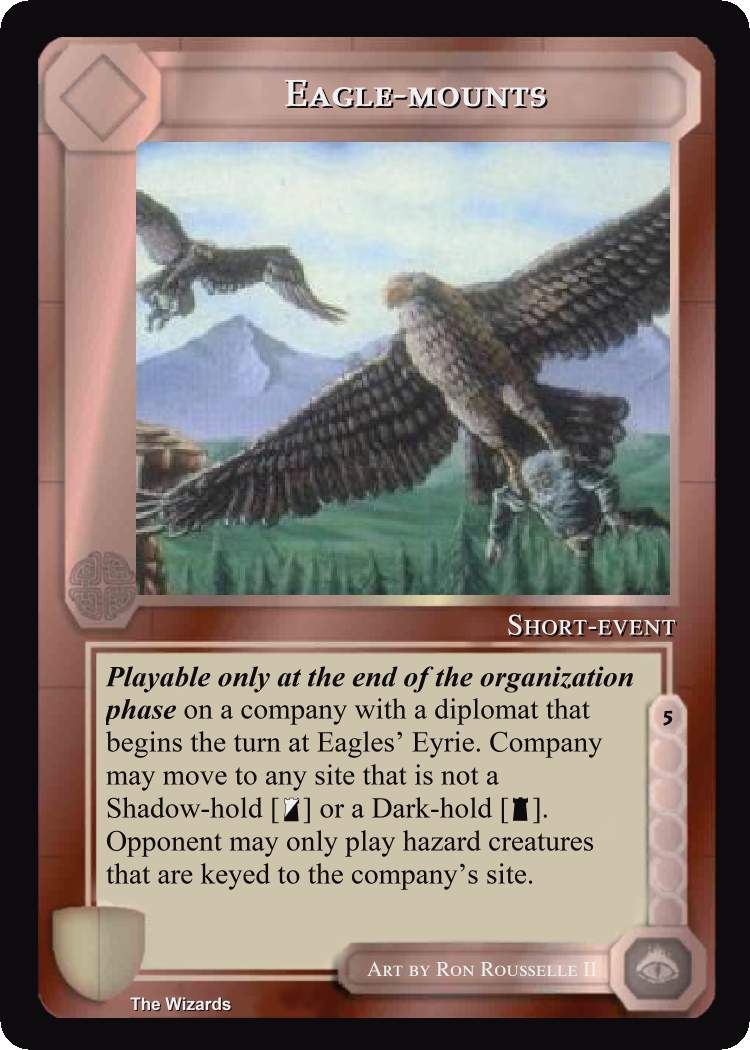 Eagle-mounts
Short-event
Playable only at the end of the organization
phase on a company with a diplomat that
begins the turn at Eagles’ Eyrie. Company
may move to any site that is not a
Shadow-hold [ ] or a Dark-hold [ ].
Opponent may only play hazard creatures
that are keyed to the company’s site.
5
Art by Ron Rousselle II
The Wizards